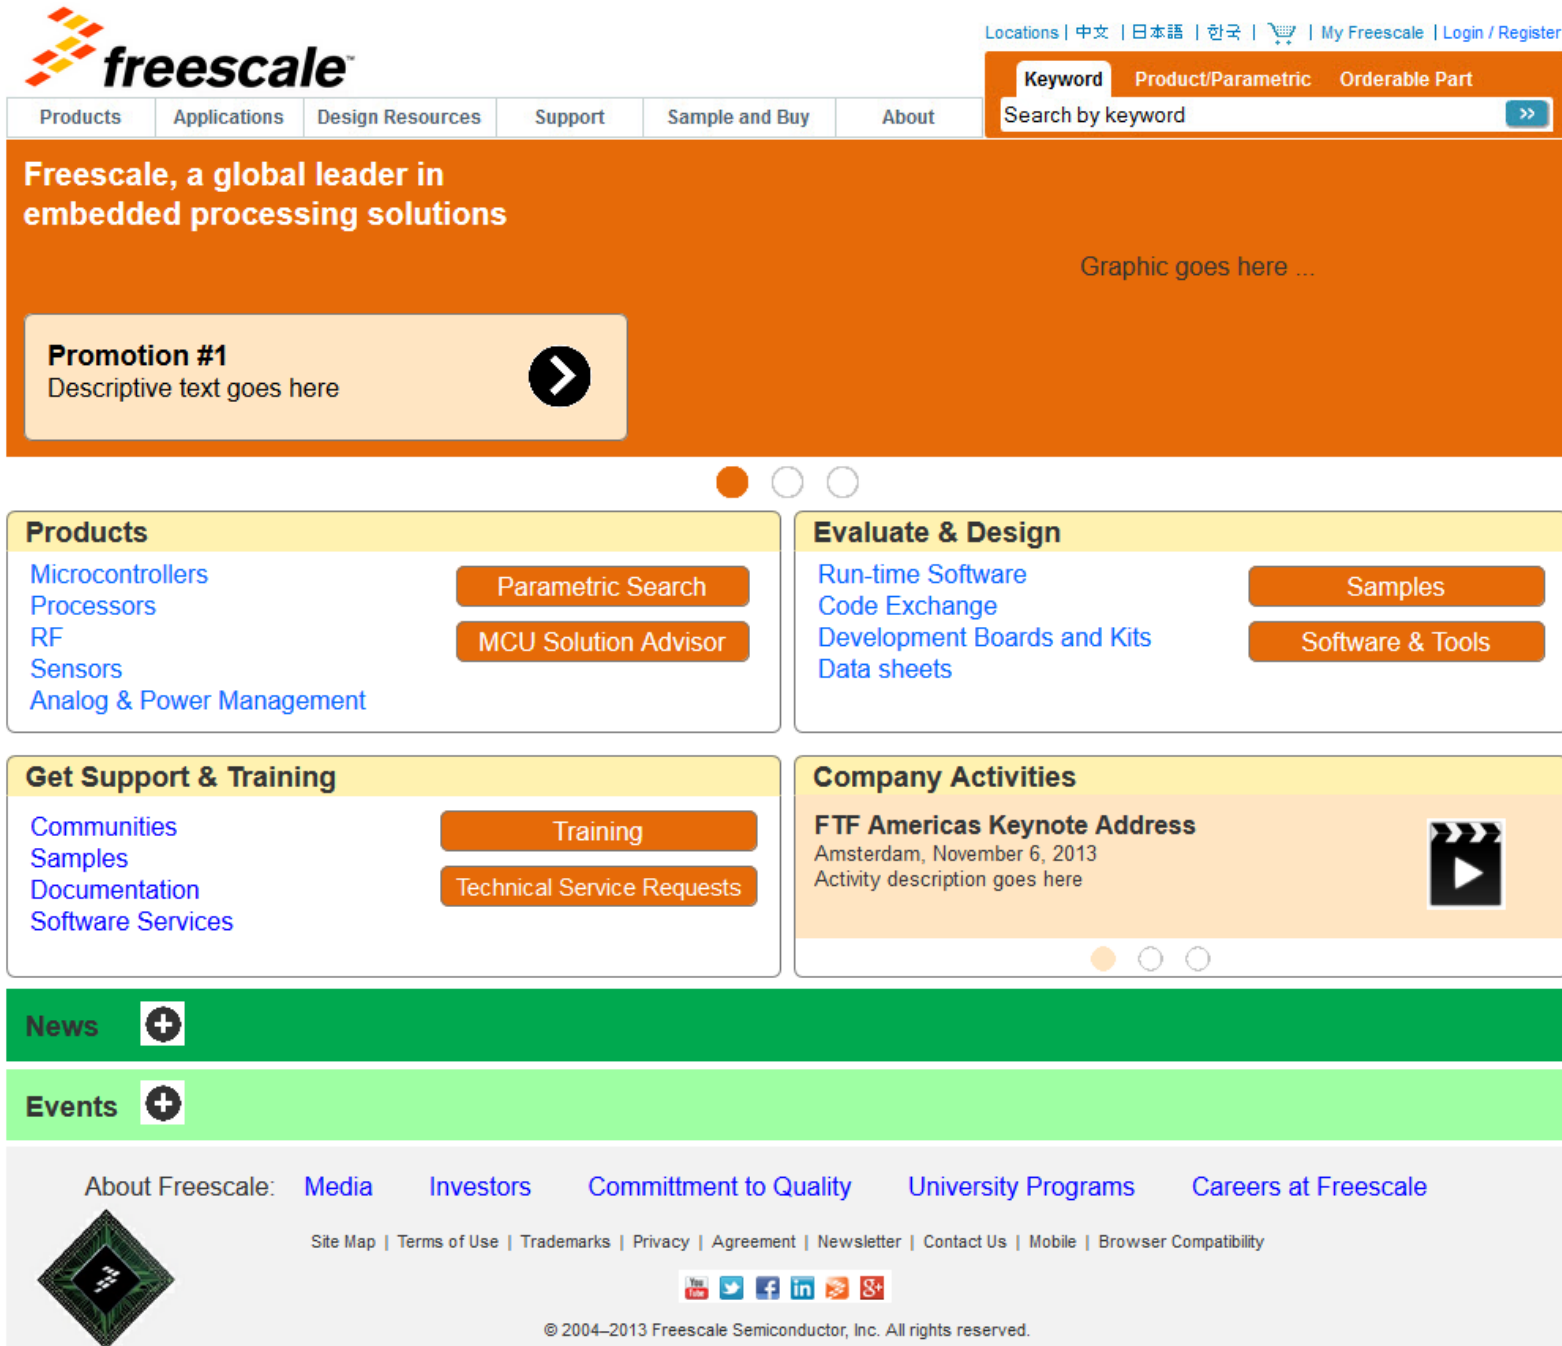 freescale™
Locations | 中文 | 日本語 | 한국 | | My Freescale | Login / Register
Keyword Product/Parametric Orderable Part
Search by keyword >>
Products Applications Design Resources Support Sample and Buy About
Freescale, a global leader in
embedded processing solutions
Graphic goes here ...
Promotion #1
Descriptive text goes here
Products
Microcontrollers
Processors
RF
Sensors
Analog & Power Management
Parametric Search
MCU Solution Advisor
Evaluate & Design
Run-time Software
Code Exchange
Development Boards and Kits
Data sheets
Samples
Software & Tools
Get Support & Training
Communities
Samples
Documentation
Software Services
Training
Technical Service Requests
Company Activities
FTF Americas Keynote Address
Amsterdam, November 6, 2013
Activity description goes here
News
Events
About Freescale: Media Investors Committment to Quality University Programs Careers at Freescale
Site Map | Terms of Use | Trademarks | Privacy | Agreement | Newsletter | Contact Us | Mobile | Browser Compatibility
You Tube f in g+
© 2004–2013 Freescale Semiconductor, Inc. All rights reserved.